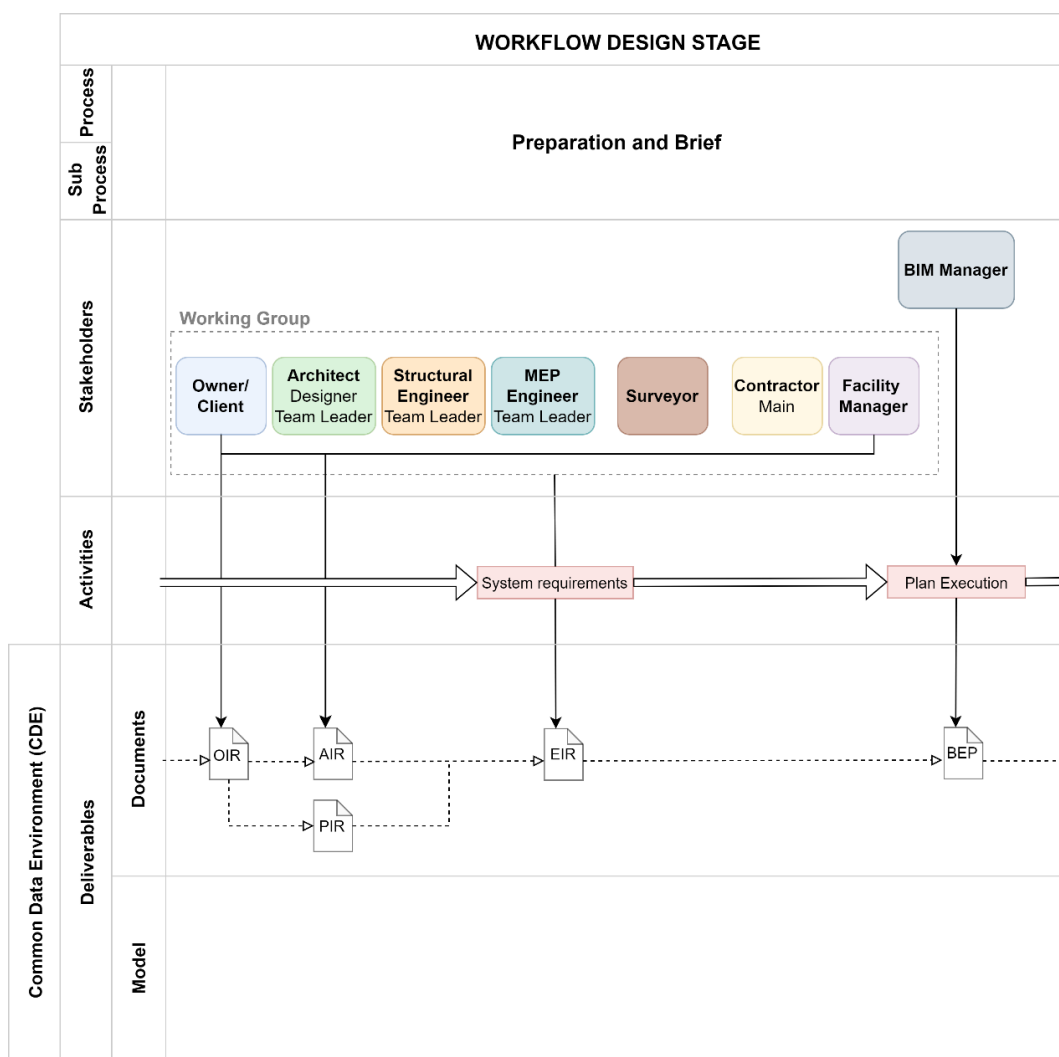 WORKFLOW DESIGN STAGE
Process
Sub
Process
Preparation and Brief
Stakeholders
BIM Manager
Working Group
Owner/
Client
Architect
Designer
Team Leader
Structural
Engineer
Team Leader
MEP
Engineer
Team Leader
Surveyor
Contractor
Main
Facility
Manager
Activities
System requirements
Plan Execution
Common Data Environment (CDE)
Deliverables
Documents
OIR
AIR
EIR
BEP
PIR
Model